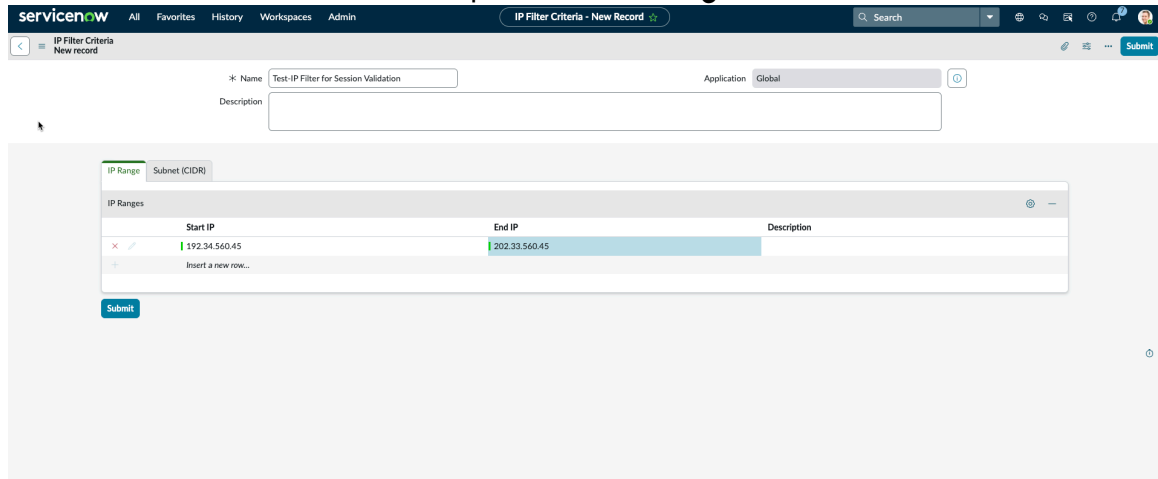 servicenow All Favorites History Workspaces Admin IP Filter Criteria - New Record Search 7
IP Filter Criteria
New record
Submit
* Name Test-IP Filter for Session Validation Application Global
Description
IP Range Subnet (CIDR)
IP Ranges
Start IP End IP Description
192.34.560.45 202.33.560.45
Insert a new row...
Submit